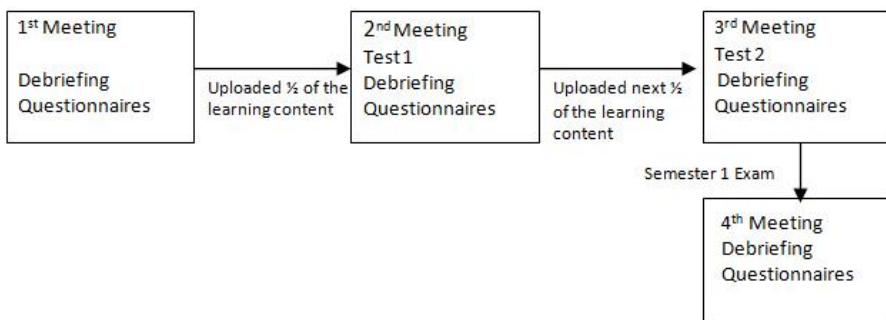 1st Meeting
Debriefing
Questionnaires
Uploaded ½ of the
learning content
2nd Meeting
Test 1
Debriefing
Questionnaires
Uploaded next ½
of the learning
content
3rd Meeting
Test 2
Debriefing
Questionnaires
Semester 1 Exam
4th Meeting
Debriefing
Questionnaires